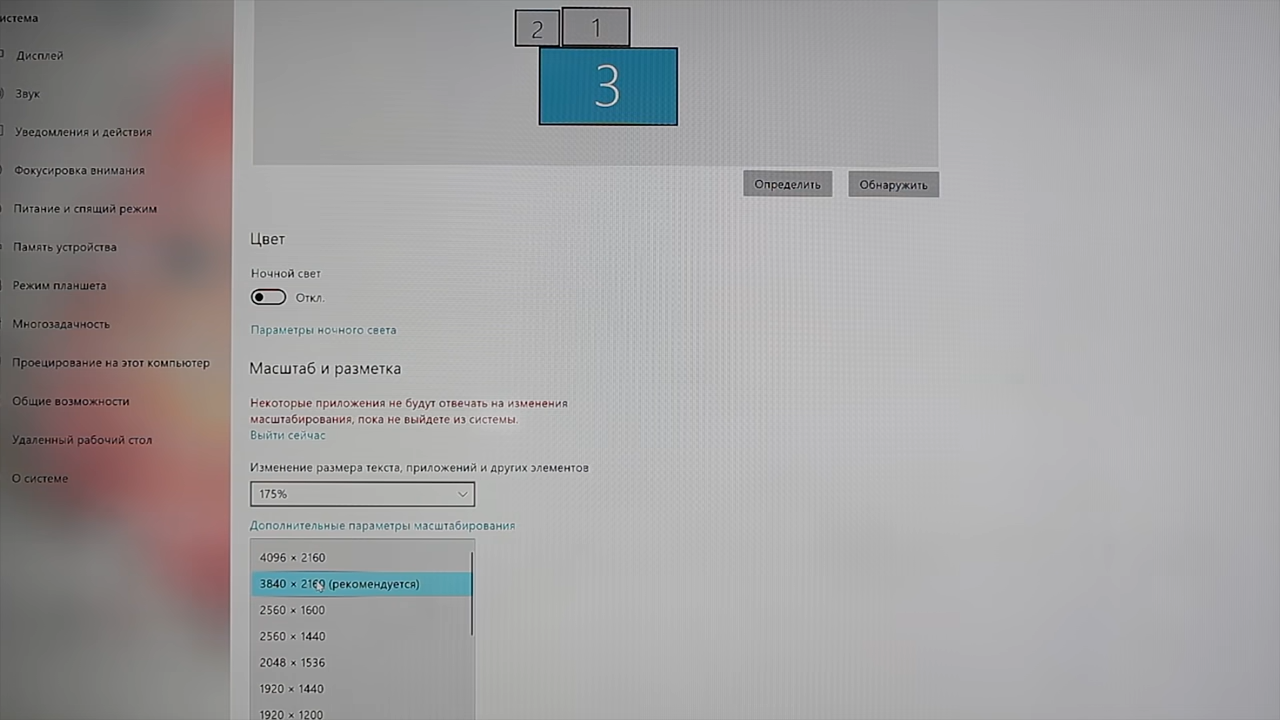 истема
Дисплей
Звук
Уведомления и действия
Фокусировка внимания
Питание и спящий режим
Память устройства
Режим планшета
Многозадачность
Проецирование на этот компьютер
Общие возможности
Удаленный рабочий стол
О системе
2
1
3
Определить
Обнаружить
Цвет
Ночной свет
Откл.
Параметры ночного света
Масштаб и разметка
Некоторые приложения не будут отвечать на изменения
масштабирования, пока не выйдете из системы.
Выйти сейчас
Изменение размера текста, приложений и других элементов
175%
Дополнительные параметры масштабирования
4096 × 2160
3840 × 2160 (рекомендуется)
2560 × 1600
2560 × 1440
2048 × 1536
1920 × 1440
1920 × 1200